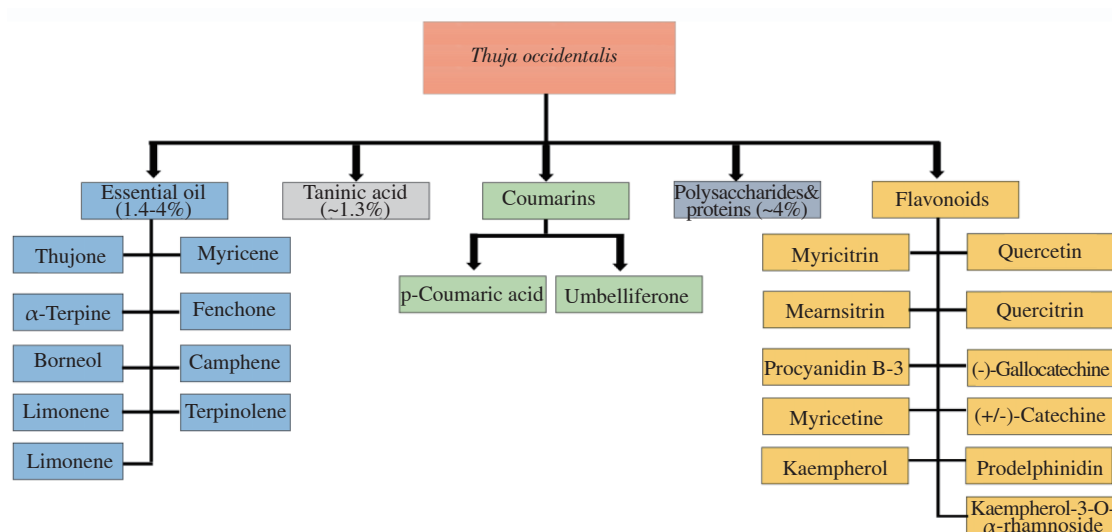 Thuja occidentalis
Essential oil
(1.4-4%)
Taninic acid
(~1.3%)
Coumarins
Polysaccharides&
proteins (~4%)
Flavonoids
Thujone
Myricene
α-Terpine
Fenchone
Borneol
Camphene
Limonene
Terpinolene
Limonene
p-Coumaric acid
Umbelliferone
Myricitrin
Quercetin
Mearnsitrin
Quercitrin
Procyanidin B-3
(-)-Gallocatechine
Myricetine
(+/-)-Catechine
Kaempherol
Prodelphinidin
Kaempherol-3-O-
α-rhamnoside